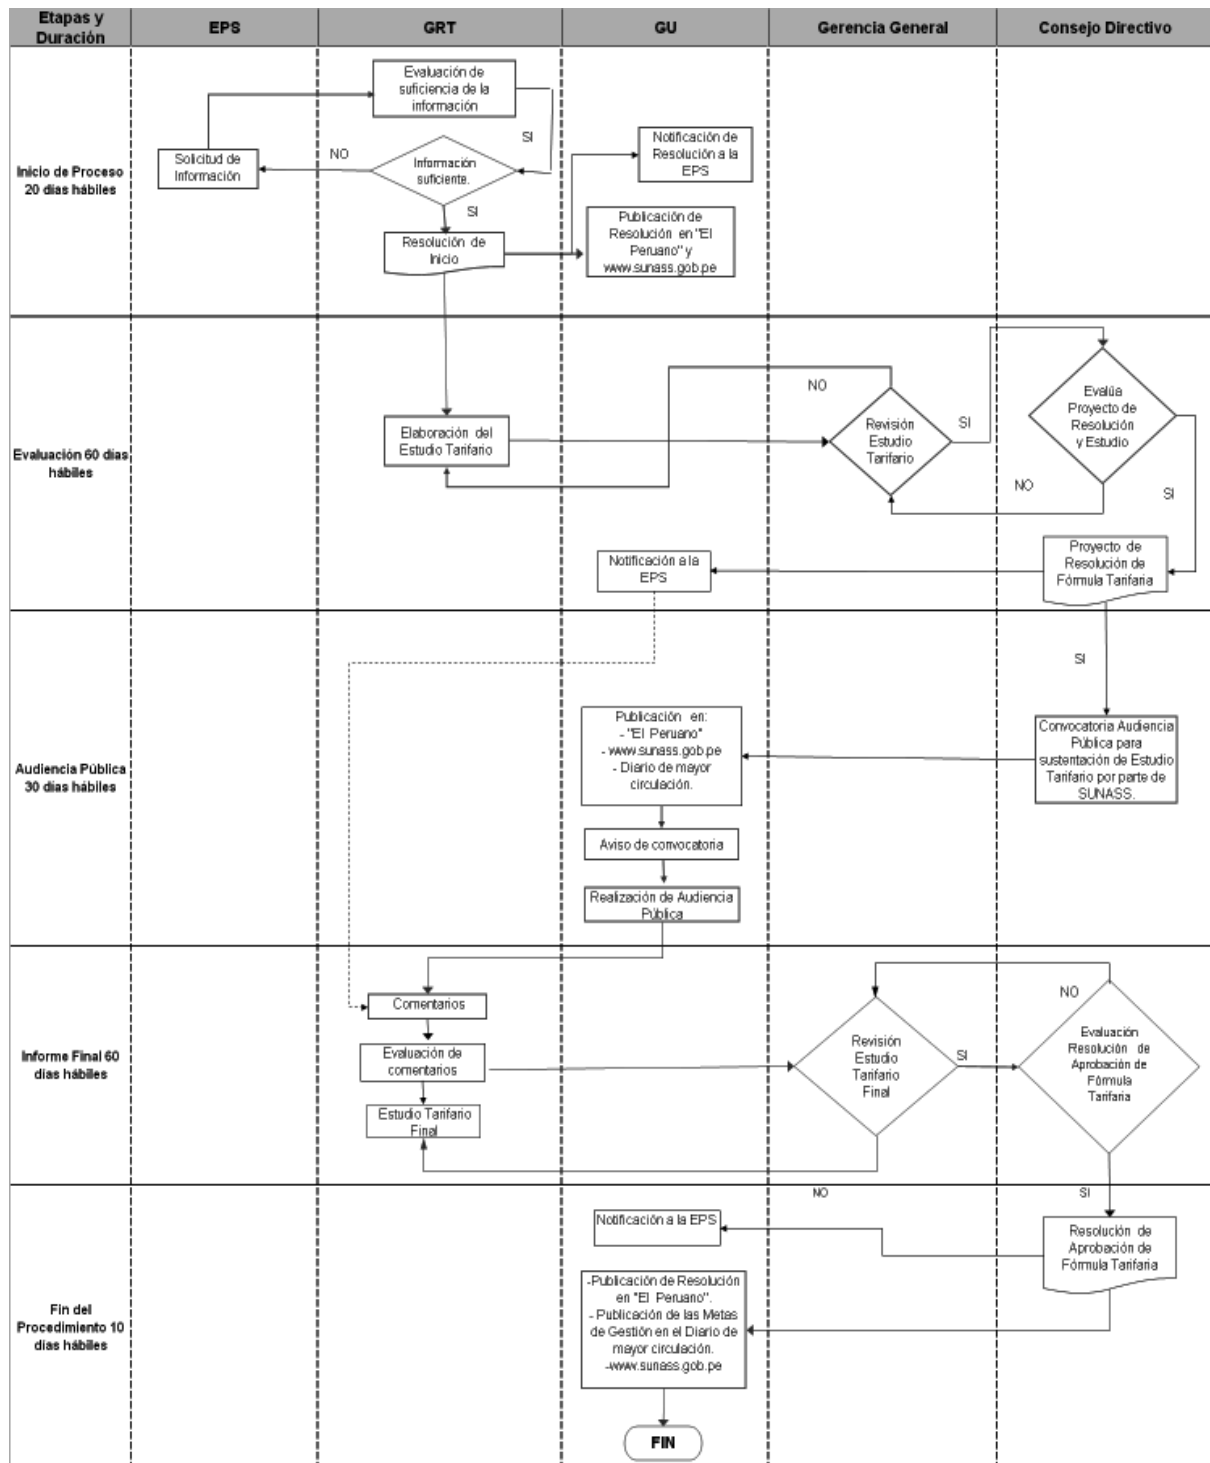 Etapas y
Duración
EPS
GRT
GU
Gerencia General
Consejo Directivo
Inicio de Proceso
20 días hábiles
Evaluación de
suficiencia de la
información
SI
Solicitud de
Información
NO
Información
suficiente.
SI
Resolución de
Inicio
Notificación de
Resolución a la
EPS
Publicación de
Resolución en "El
Peruano" y
www.sunass.gob.pe
Evaluación 60 días
hábiles
Elaboración del
Estudio Tarifario
NO
Revisión
Estudio
Tarifario
SI
Evalúa
Proyecto de
Resolución
y Estudio
NO
SI
Notificación a la
EPS
Proyecto de
Resolución de
Fórmula Tarifaria
Audiencia Pública
30 días hábiles
SI
Publicación en:
- "El Peruano"
- www.sunass.gob.pe
- Diario de mayor
circulación.
Convocatoria Audiencia
Pública para
sustentación de Estudio
Tarifario por parte de
SUNASS.
Aviso de convocatoria
Realización de Audiencia
Pública
Informe Final 60
días hábiles
Comentarios
Evaluación de
comentarios
Estudio Tarifario
Final
Revisión
Estudio
Tarifario
Final
SI
NO
Evaluación
Resolución de
Aprobación de
Fórmula
Tarifaria
Fin del
Procedimiento 10
días hábiles
NO
SI
Notificación a la EPS
Resolución de
Aprobación de
Fórmula Tarifaria
-Publicación de Resolución
en "El Peruano".
- Publicación de las Metas
de Gestión en el Diario de
mayor circulación.
-www.sunass.gob.pe
FIN